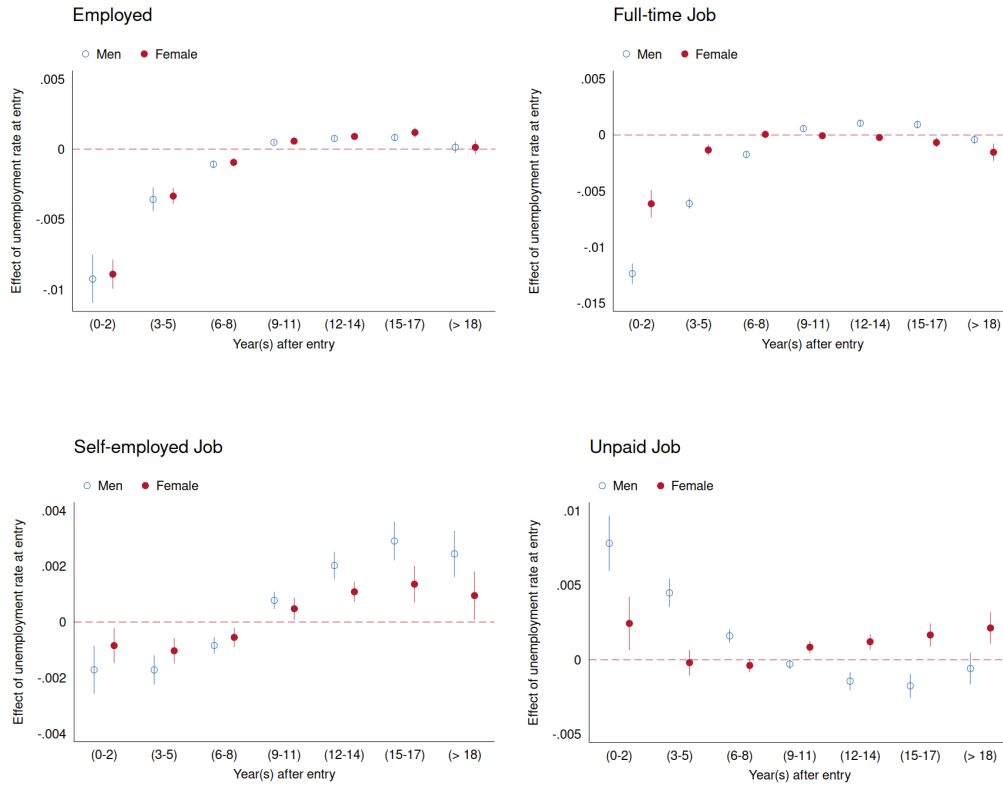 Employed
Men Female
Effect of unemployment rate at entry
.005
0
-.005
-.01
(0-2) (3-5) (6-8) (9-11) (12-14) (15-17) (> 18)
Year(s) after entry
Full-time Job
Men Female
Effect of unemployment rate at entry
.005
0
-.005
-.01
-.015
(0-2) (3-5) (6-8) (9-11) (12-14) (15-17) (> 18)
Year(s) after entry
Self-employed Job
Men Female
Effect of unemployment rate at entry
.004
.002
0
-.002
-.004
(0-2) (3-5) (6-8) (9-11) (12-14) (15-17) (> 18)
Year(s) after entry
Unpaid Job
Men Female
Effect of unemployment rate at entry
.01
.005
0
-.005
(0-2) (3-5) (6-8) (9-11) (12-14) (15-17) (> 18)
Year(s) after entry